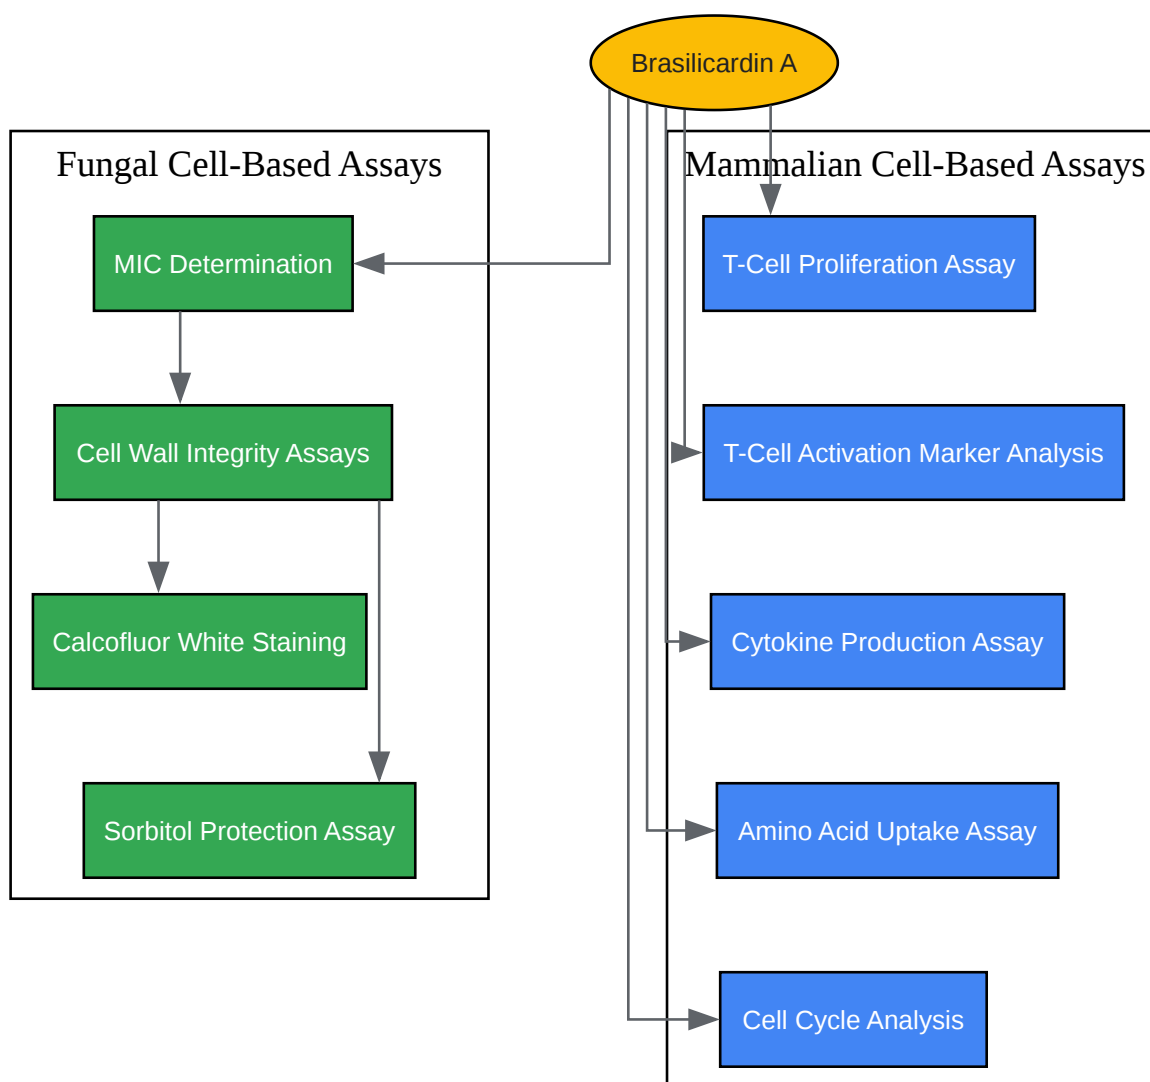 Brasilicardin A
Fungal Cell-Based Assays
MIC Determination
Cell Wall Integrity Assays
Calcofluor White Staining
Sorbitol Protection Assay
Mammalian Cell-Based Assays
T-Cell Proliferation Assay
T-Cell Activation Marker Analysis
Cytokine Production Assay
Amino Acid Uptake Assay
Cell Cycle Analysis